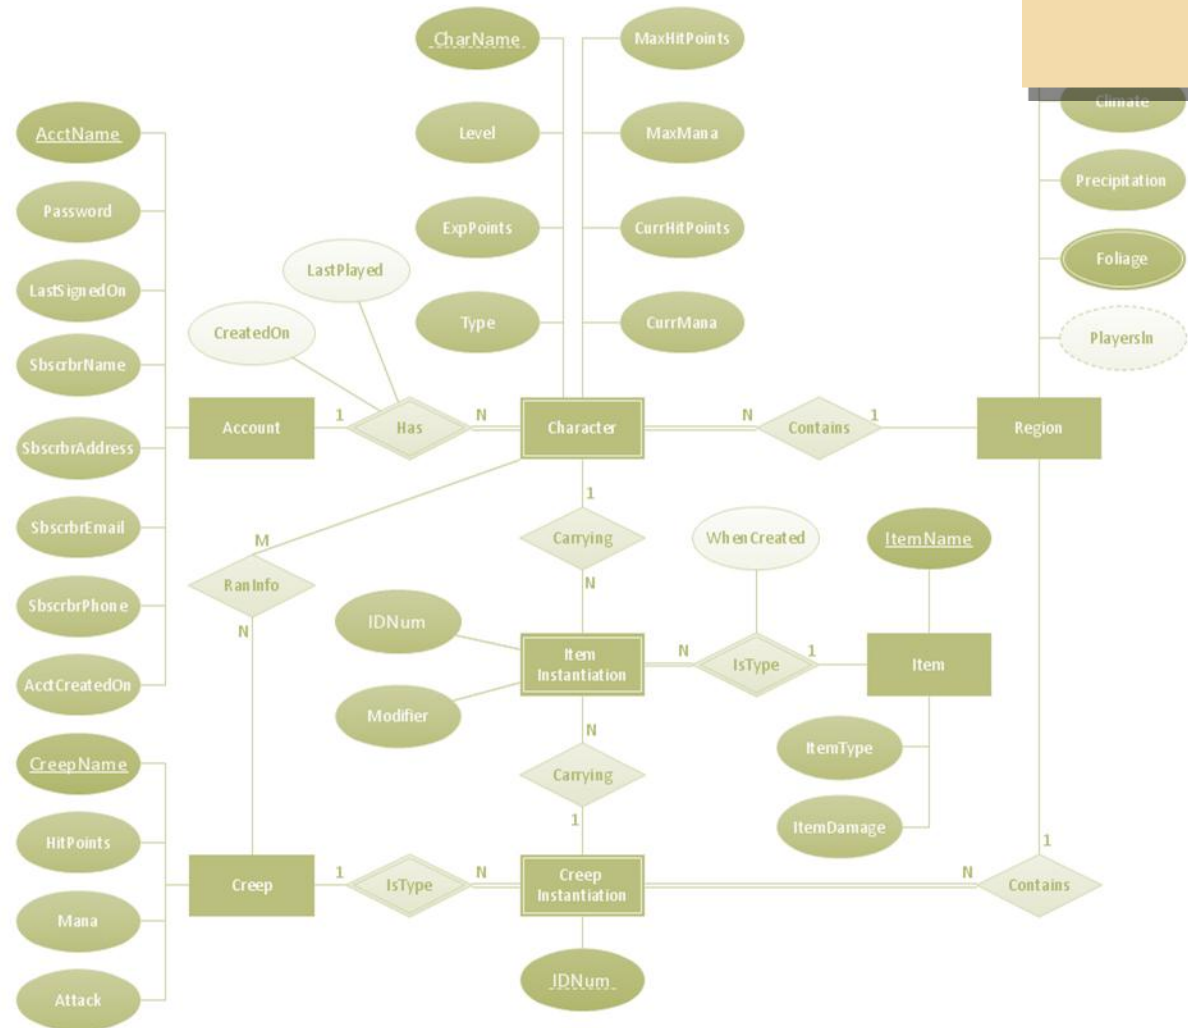 CharName
MaxHitPoints
Climate
AcctName
Level
MaxMana
Precipitation
Password
ExpPoints
CurrHitPoints
Foliage
LastPlayed
LastSignedOn
CreatedOn
Type
CurrMana
PlayersIn
SbscrbrName
Account
1
Has
N
Character
N
Contains
1
Region
SbscrbrAddress
1
SbscrbrEmail
M
Carrying
WhenCreated
ItemName
RanInfo
N
SbscrbrPhone
N
IDNum
Item
Instantiation
N
IsType
1
Item
AcctCreatedOn
Modifier
N
ItemType
CreepName
Carrying
1
ItemDamage
HitPoints
1
Creep
1
IsType
N
Creep
Instantiation
N
Contains
Mana
IDNum
Attack